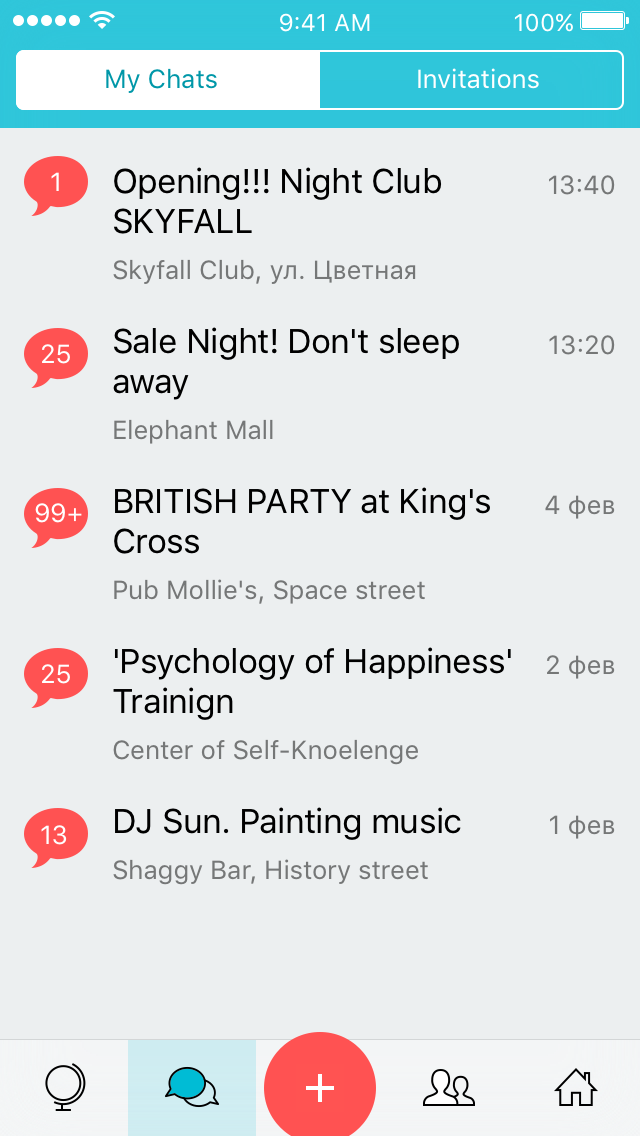 9:41 AM
100%
My Chats
Invitations
1
Opening!!! Night Club
13:40
SKYFALL
Skyfall Club, ул. Цветная
25
Sale Night! Don't sleep
13:20
away
Elephant Mall
99+
BRITISH PARTY at King's
4 фев
Cross
Pub Mollie's, Space street
25
'Psychology of Happiness'
2 фев
Trainign
Center of Self-Knoelenge
13
DJ Sun. Painting music
1 фев
Shaggy Bar, History street
+